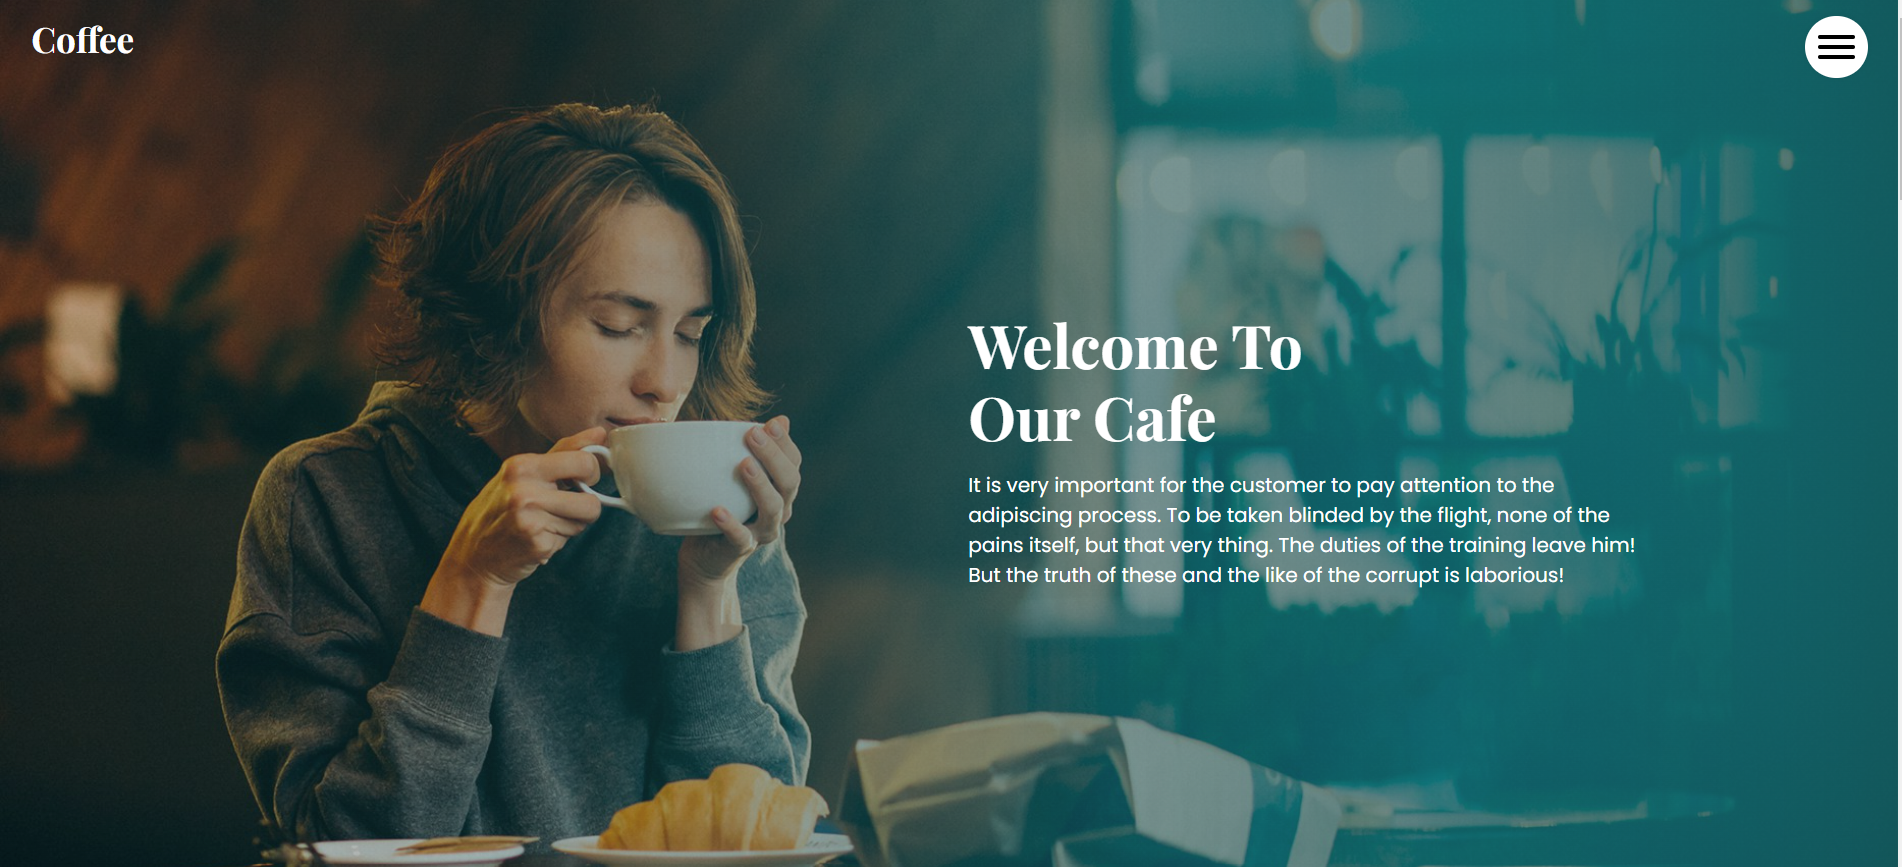 Coffee
Welcome To
Our Cafe
It is very important for the customer to pay attention to the
adipiscing process. To be taken blinded by the flight, none of the
pains itself, but that very thing. The duties of the training leave him!
But the truth of these and the like of the corrupt is laborious!